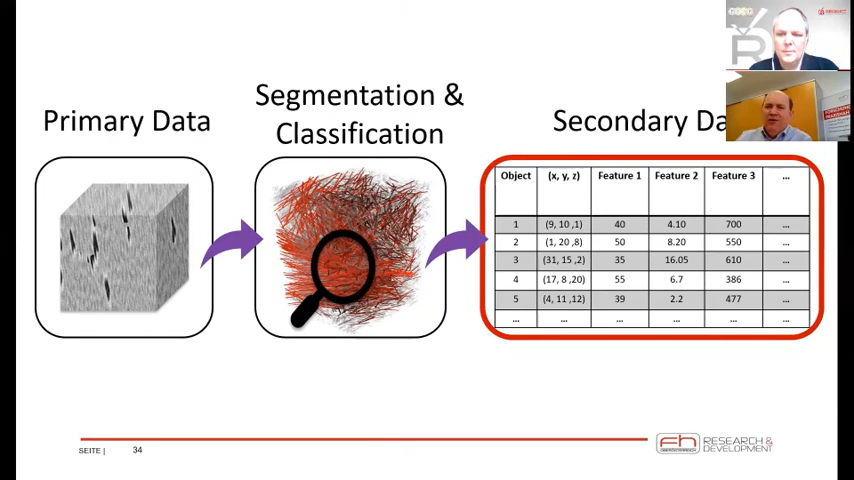 Segmentation &
Primary Data
Classification
Secondary Da
Object (x, y, z) Feature 1 Feature 2 Feature 3 ...
1 (9, 10 ,1) 40 4.10 700 ...
2 (1, 20 ,8) 50 8.20 550 ...
3 (31, 15 ,2) 35 16.05 610 ...
4 (17, 8 ,20) 55 6.7 386 ...
5 (4, 11 ,12) 39 2.2 477 ...
... ... ... ... ... ...
SEITE | 34
fh
RESEARCH &
DEVELOPMENT
R